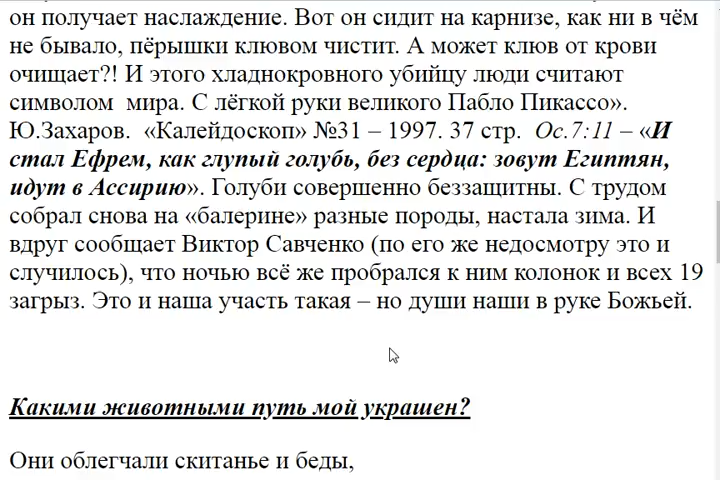 он получает наслаждение. Вот он сидит на карнизе, как ни в чём
не бывало, пёрышки клювом чистит. А может клюв от крови
очищает?! И этого хладнокровного убийцу люди считают
символом  мира. С лёгкой руки великого Пабло Пикассо».
Ю.Захаров.  «Калейдоскоп» №31 – 1997. 37 стр.  Ос.7:11 – «И
стал Ефрем, как глупый голубь, без сердца: зовут Египтян,
идут в Ассирию». Голуби совершенно беззащитны. С трудом
собрал снова на «балерине» разные породы, настала зима. И
вдруг сообщает Виктор Савченко (по его же недосмотру это и
случилось), что ночью всё же пробрался к ним колонок и всех 19
загрыз. Это и наша участь такая – но души наши в руке Божьей.
Какими животными путь мой украшен?
Они облегчали скитанье и беды,